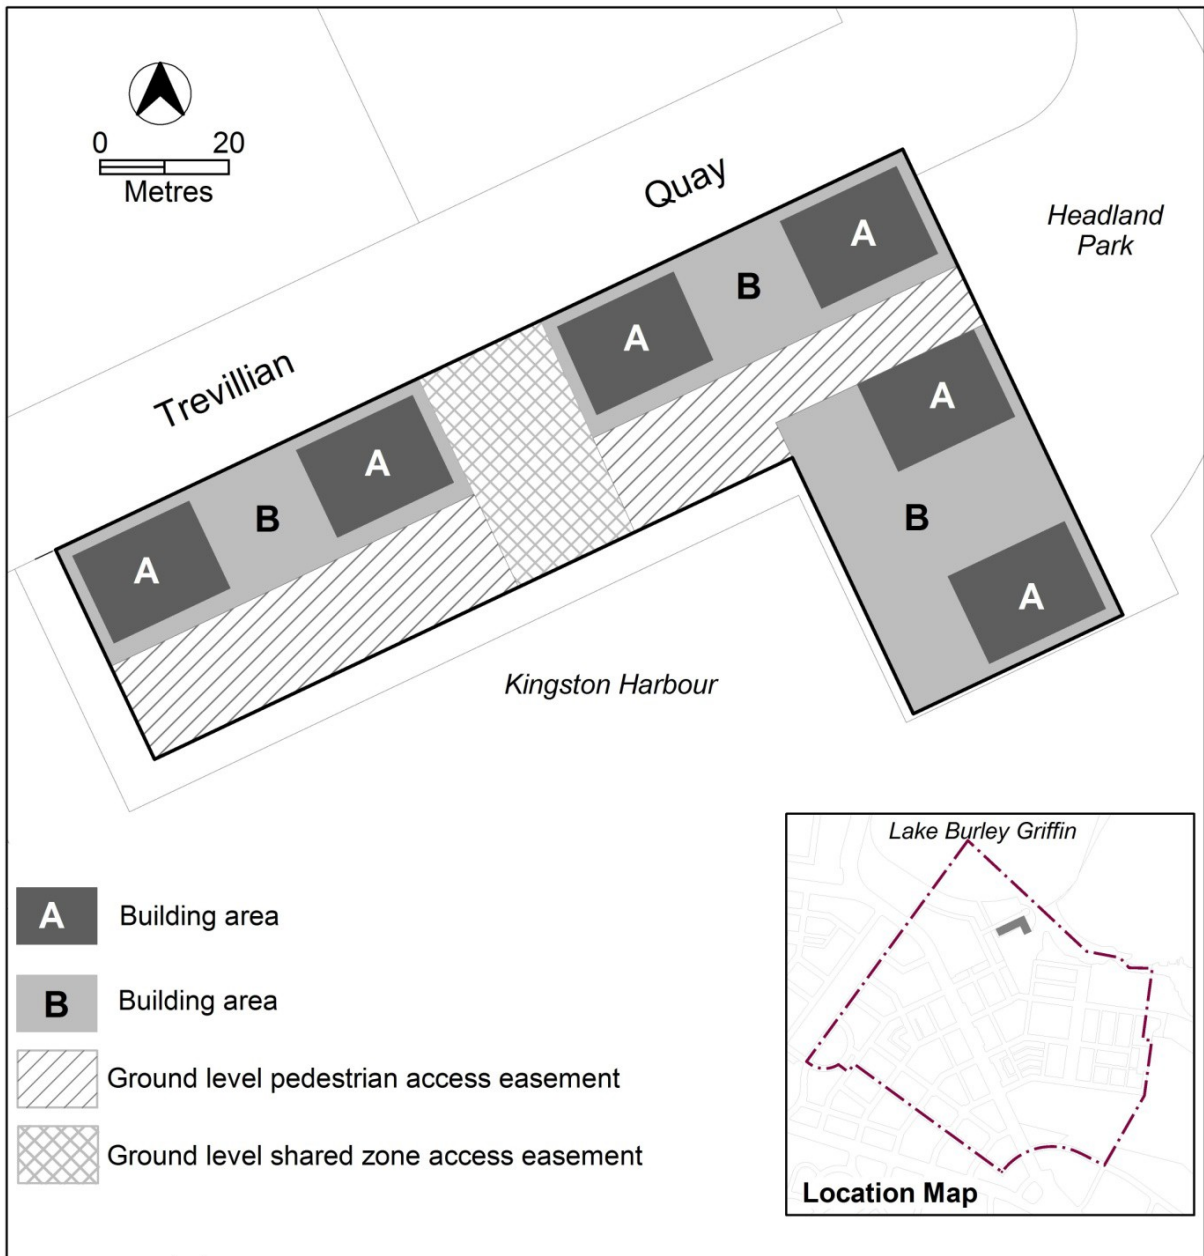 0 20
Metres
Trevillian Quay
Headland
Park
A
B
A
A
B
A
A
B
A
Kingston Harbour
A Building area
B Building area
Ground level pedestrian access easement
Ground level shared zone access easement
Lake Burley Griffin
Location Map